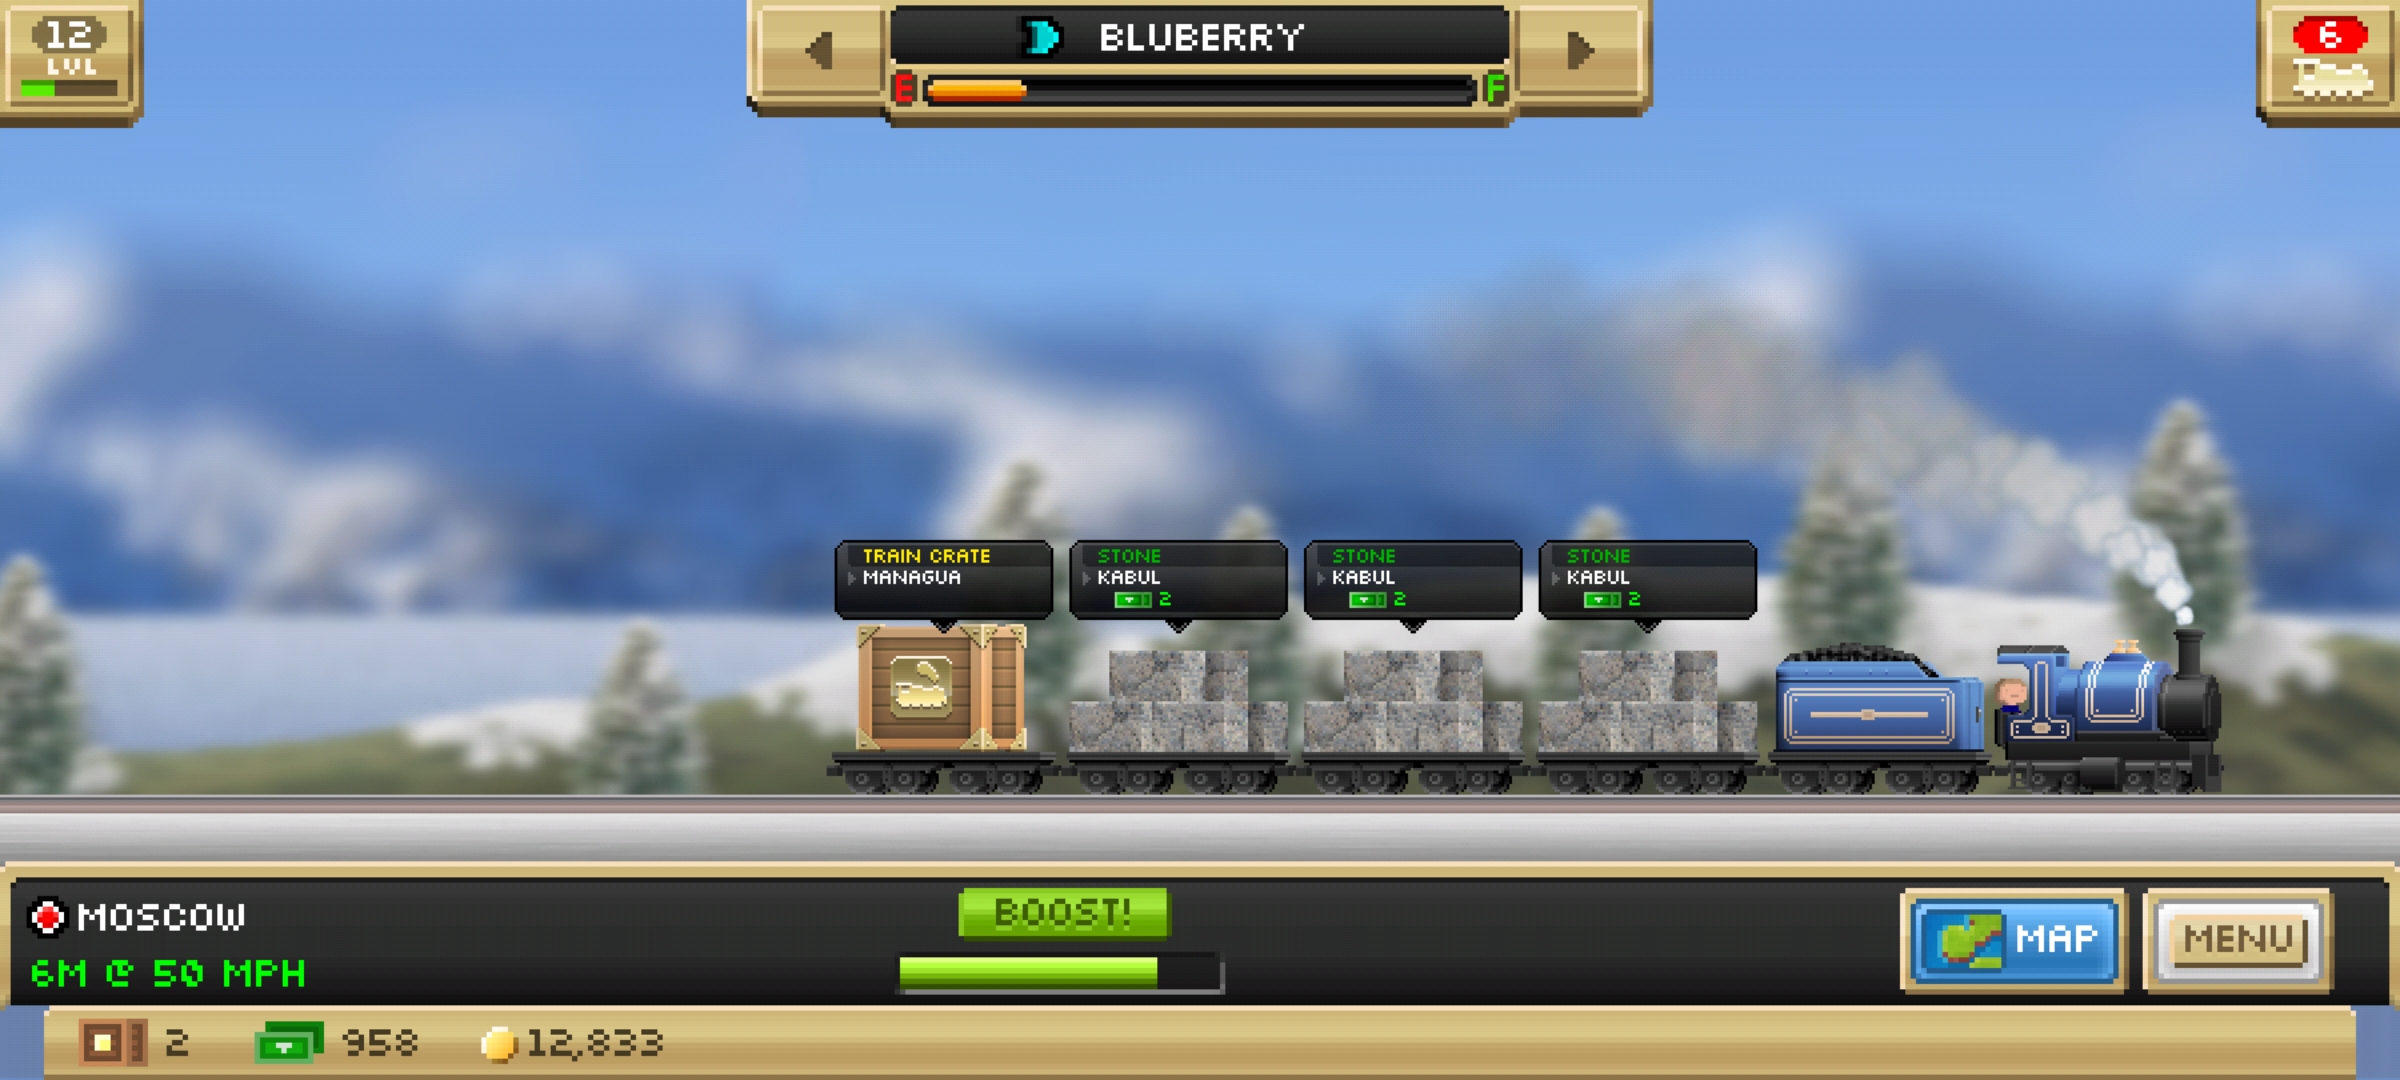 12
LVL
BLUBERRY
E
F
6
TRAIN CRATE
MANAGUA
STONE
KABUL
2
STONE
KABUL
2
STONE
KABUL
2
MOSCOW
6M @ 50 MPH
BOOST!
MAP
MENU
2
958
12,833